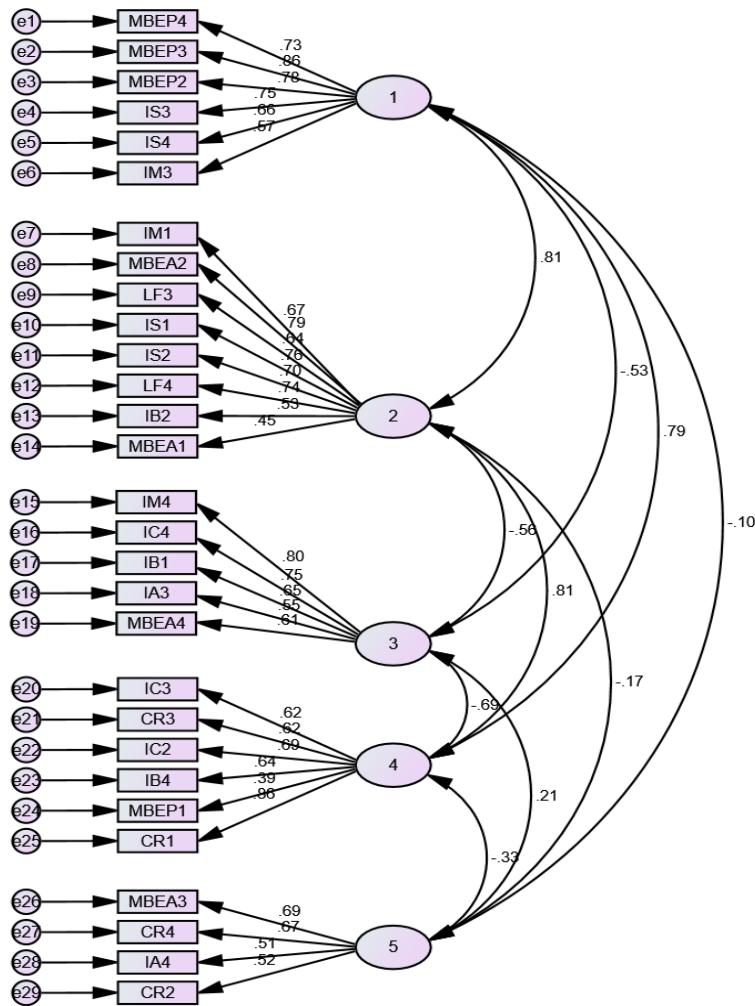 e1 MBEP4
e2 MBEP3
e3 MBEP2
e4 IS3
e5 IS4
e6 IM3
.73
.86
.78
.75
.66
.57
1
e7 IM1
e8 MBEA2
e9 LF3
e10 IS1
e11 IS2
e12 LF4
e13 IB2
e14 MBEA1
.67
.79
.64
.76
.70
.74
.53
.45
2
e15 IM4
e16 IC4
e17 IB1
e18 IA3
e19 MBEA4
.80
.75
.65
.55
.61
3
e20 IC3
e21 CR3
e22 IC2
e23 IB4
e24 MBEP1
e25 CR1
.62
.62
.69
.64
.39
.86
4
e26 MBEA3
e27 CR4
e28 IA4
e29 CR2
.69
.67
.51
.52
5
.81
-.53
.79
-.10
-.56
.81
-.17
-.69
.21
-.33